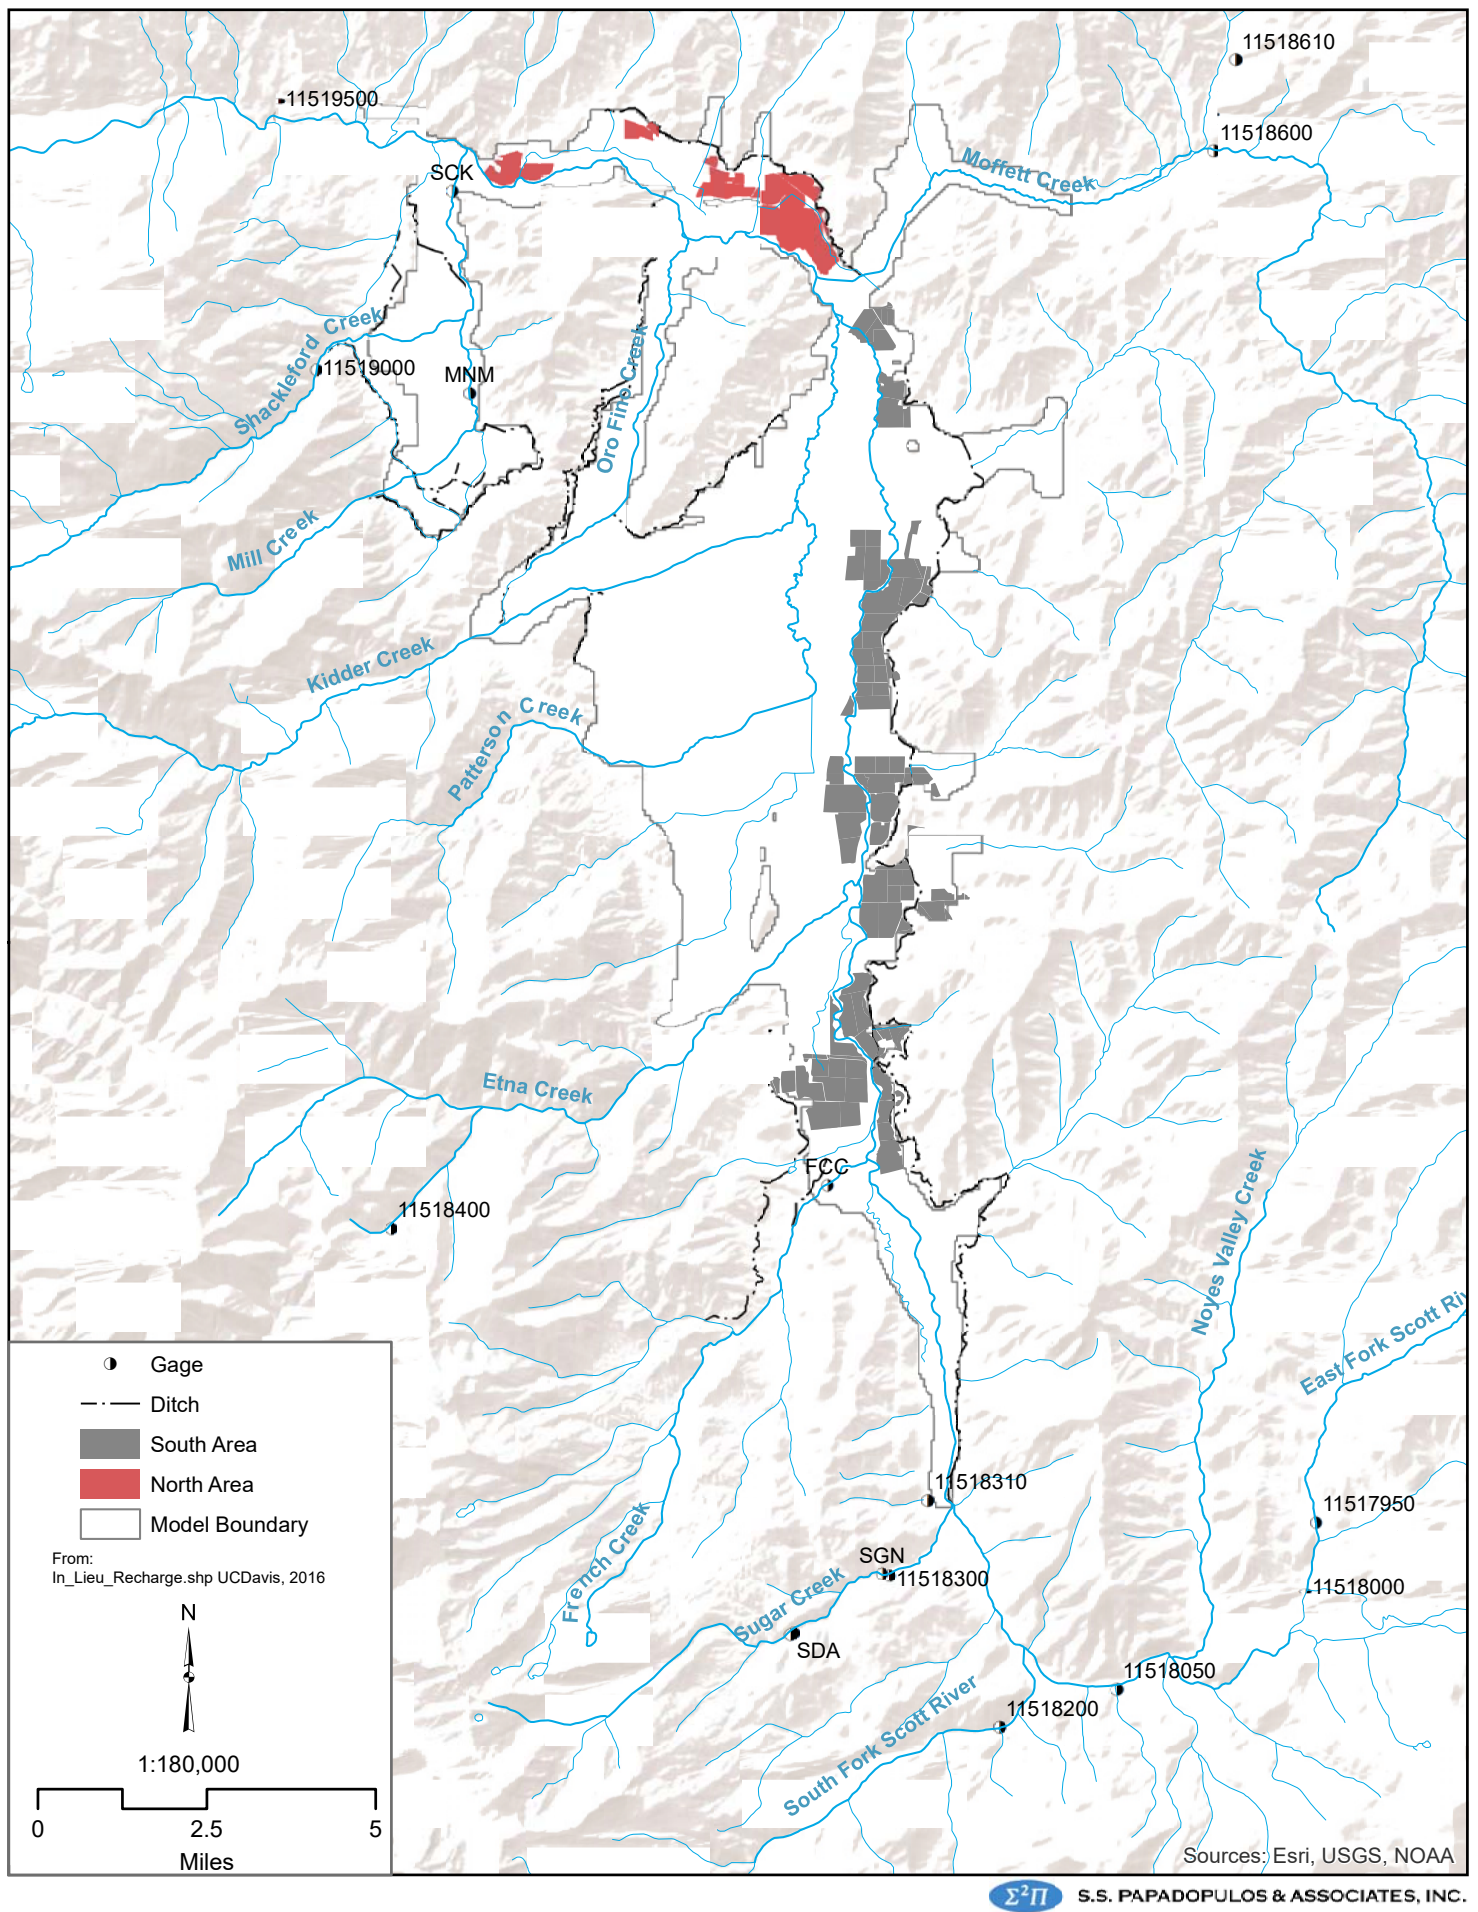 11518610
11519500
11518600
Moffett Creek
SCK
Shackleford Creek
11519000
MNM
Oro Fino Creek
Mill Creek
Kidder Creek
Patterson Creek
Etna Creek
FCC
11518400
Noyes Valley Creek
East Fork Scott Riv
Gage
Ditch
South Area
North Area
Model Boundary
From:
In_Lieu_Recharge.shp UCDavis, 2016
N
1:180,000
0 2.5 5
Miles
11518310
11517950
French Creek
SGN
11518300
11518000
Sugar Creek
SDA
11518050
11518200
South Fork Scott River
Sources: Esri, USGS, NOAA
Σ²Π S.S. PAPADOPULOS & ASSOCIATES, INC.